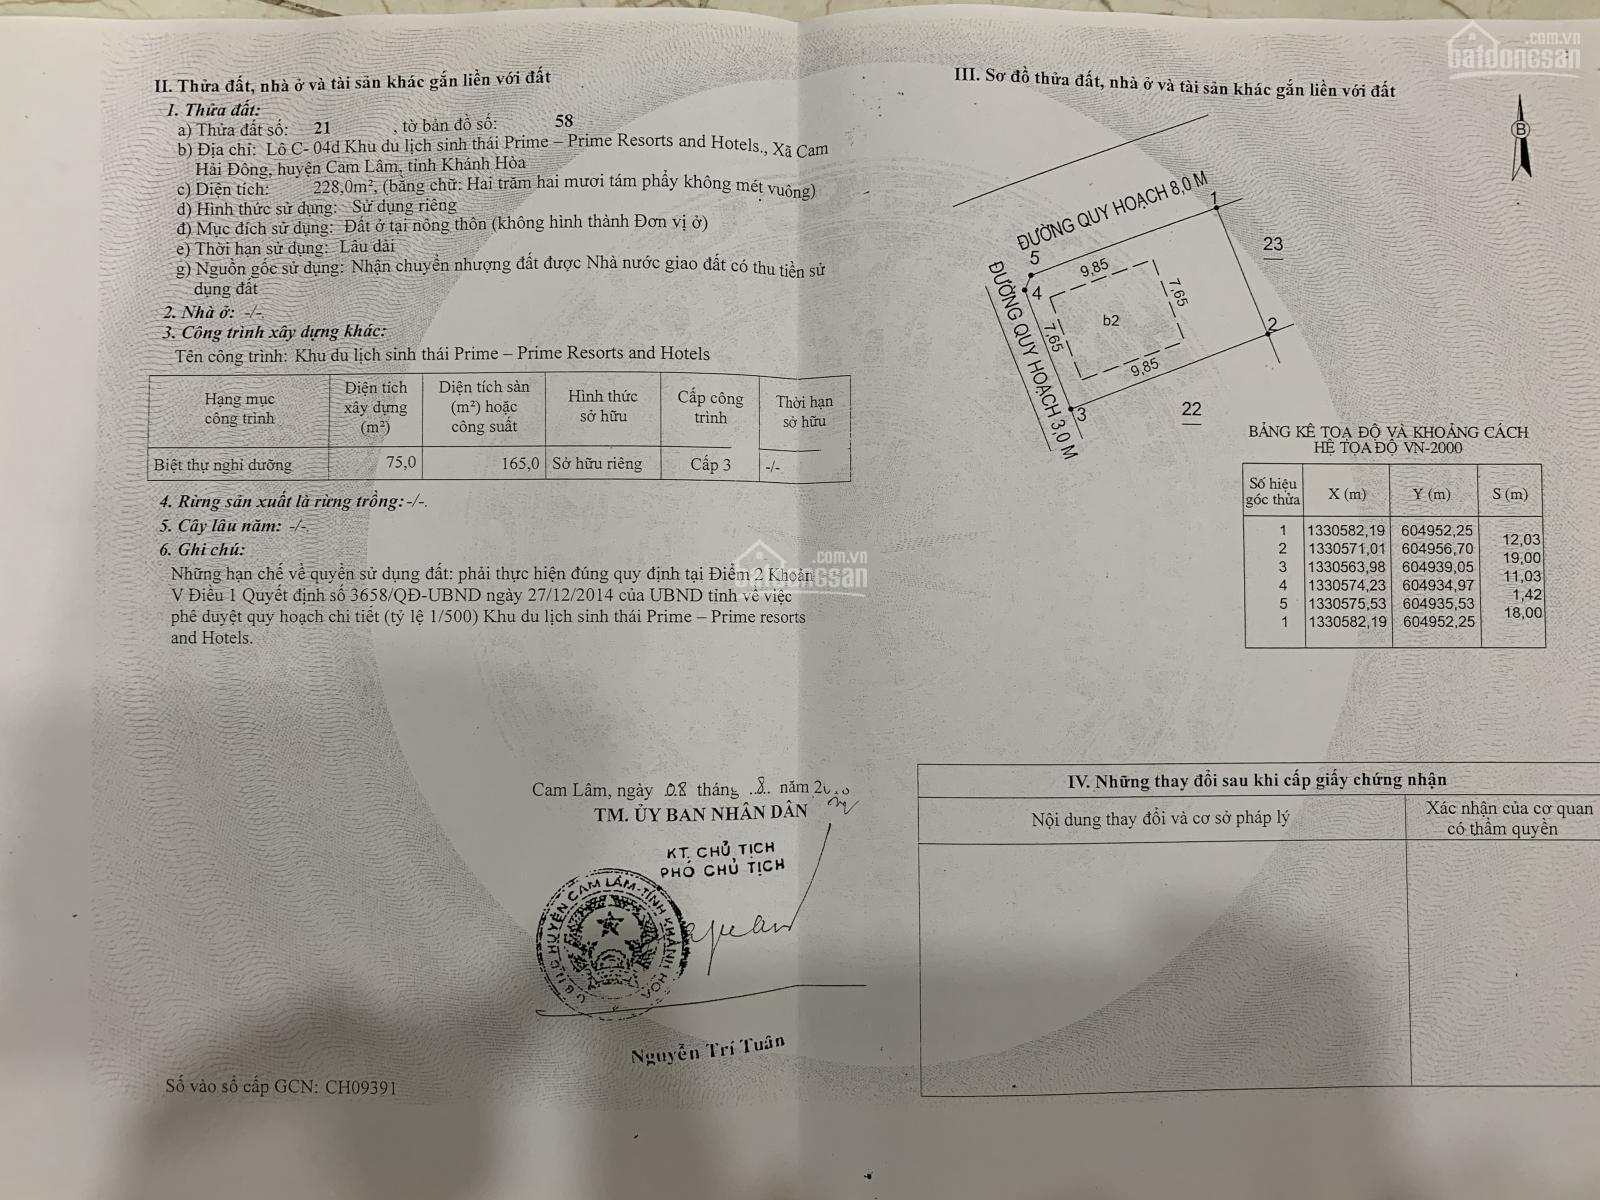 batdongsan
.com.vn
II. Thửa đất, nhà ở và tài sản khác gắn liền với đất
1. Thửa đất:
a) Thửa đất số: 21 , tờ bản đồ số: 58
b) Địa chỉ: Lô C- 04d Khu du lịch sinh thái Prime – Prime Resorts and Hotels., Xã Cam
Hải Đông, huyện Cam Lâm, tỉnh Khánh Hòa
c) Diện tích: 228,0m², (bằng chữ: Hai trăm hai mươi tám phẩy không mét vuông)
d) Hình thức sử dụng: Sử dụng riêng
đ) Mục đích sử dụng: Đất ở tại nông thôn (không hình thành Đơn vị ở)
e) Thời hạn sử dụng: Lâu dài
g) Nguồn gốc sử dụng: Nhận chuyển nhượng đất được Nhà nước giao đất có thu tiền sử
dụng đất
2. Nhà ở: -/-.
3. Công trình xây dựng khác:
Tên công trình: Khu du lịch sinh thái Prime – Prime Resorts and Hotels
Hạng mục
công trình
Diện tích
xây dựng
(m²)
Diện tích sàn
(m²) hoặc
công suất
Hình thức
sở hữu
Cấp công
trình
Thời hạn
sở hữu
Biệt thự nghỉ dưỡng 75,0 165,0 Sở hữu riêng Cấp 3 -/-
4. Rừng sản xuất là rừng trồng:-/-.
5. Cây lâu năm: -/-.
6. Ghi chú:
Những hạn chế về quyền sử dụng đất: phải thực hiện đúng quy định tại Điểm 2 Khoản
V Điều 1 Quyết định số 3658/QĐ-UBND ngày 27/12/2014 của UBND tỉnh về việc
phê duyệt quy hoạch chi tiết (tỷ lệ 1/500) Khu du lịch sinh thái Prime – Prime resorts
and Hotels.
batdongsan
.com.vn
Cam Lâm, ngày 08 tháng 8 năm
TM. ỦY BAN NHÂN DÂN
KT. CHỦ TỊCH
PHÓ CHỦ TỊCH
HUYỆN CAM LÂM-TỈNH KHÁNH HÒA
Nguyễn Trí Tuân
Số vào sổ cấp GCN: CH09391
III. Sơ đồ thửa đất, nhà ở và tài sản khác gắn liền với đất
B
ĐƯỜNG QUY HOẠCH 8,0 M
1
23
5
9,85
4
7,65
ĐƯỜNG QUY HOẠCH 3,0 M
b2
7,65
2
9,85
3
22
BẢNG KÊ TOẠ ĐỘ VÀ KHOẢNG CÁCH
HỆ TỌA ĐỘ VN-2000
Số hiệu
góc thửa
X (m) Y (m) S (m)
1 1330582,19 604952,25
12,03
2 1330571,01 604956,70
19,00
3 1330563,98 604939,05
11,03
4 1330574,23 604934,97
1,42
5 1330575,53 604935,53
18,00
1 1330582,19 604952,25
IV. Những thay đổi sau khi cấp giấy chứng nhận
Nội dung thay đổi và cơ sở pháp lý
Xác nhận của cơ quan
có thẩm quyền